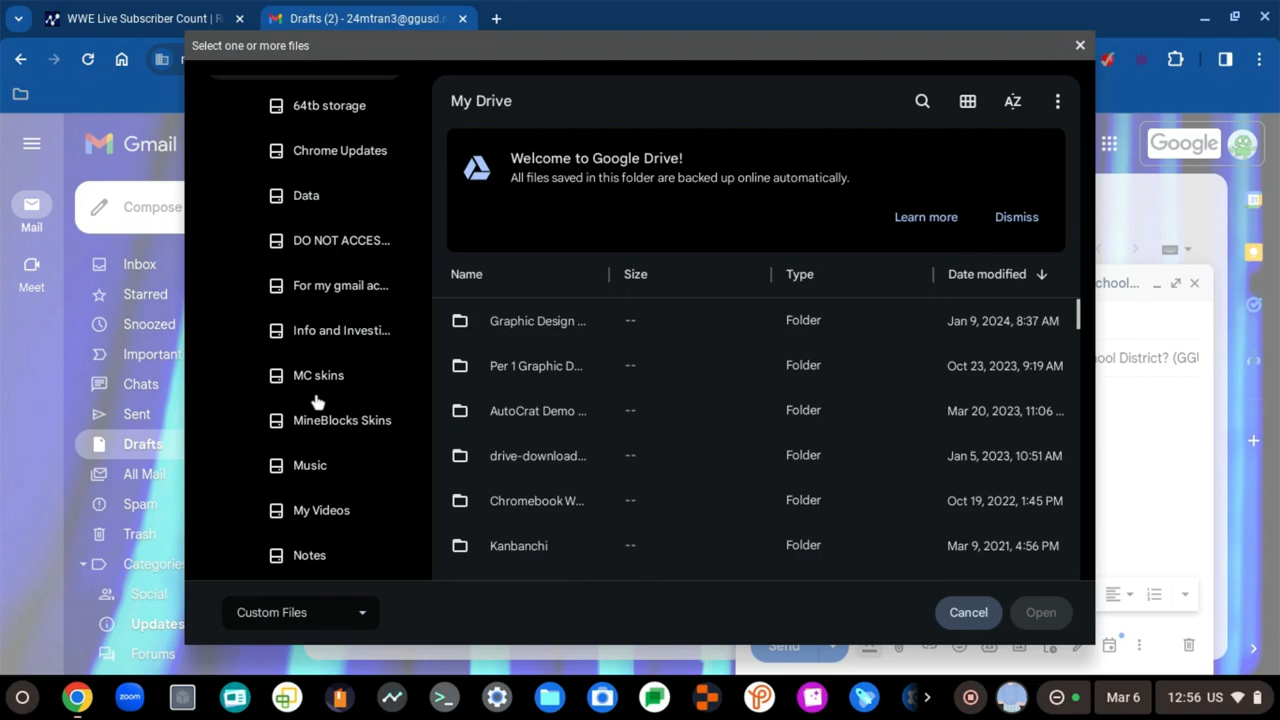 WWE Live Subscriber Count | R
Drafts (2) - 24mtran3@ggusd.r
Select one or more files
Gmail
Compose
Mail
Meet
Inbox
Starred
Snoozed
Important
Chats
Sent
Drafts
All Mail
Spam
Trash
Categorie
Social
Updates
Forums
64tb storage
Chrome Updates
Data
DO NOT ACCES...
For my gmail ac...
Info and Investi...
MC skins
MineBlocks Skins
Music
My Videos
Notes
My Drive
AZ
Welcome to Google Drive!
All files saved in this folder are backed up online automatically.
Learn more Dismiss
Name Size Type Date modified
Graphic Design ... -- Folder Jan 9, 2024, 8:37 AM
Per 1 Graphic D... -- Folder Oct 23, 2023, 9:19 AM
AutoCrat Demo ... -- Folder Mar 20, 2023, 11:06 ...
drive-download... -- Folder Jan 5, 2023, 10:51 AM
Chromebook W... -- Folder Oct 19, 2022, 1:45 PM
Kanbanchi -- Folder Mar 9, 2021, 4:56 PM
Custom Files
Cancel Open
Google
chool...
ool District? (GGU
Send
zoom
Mar 6
12:56 US